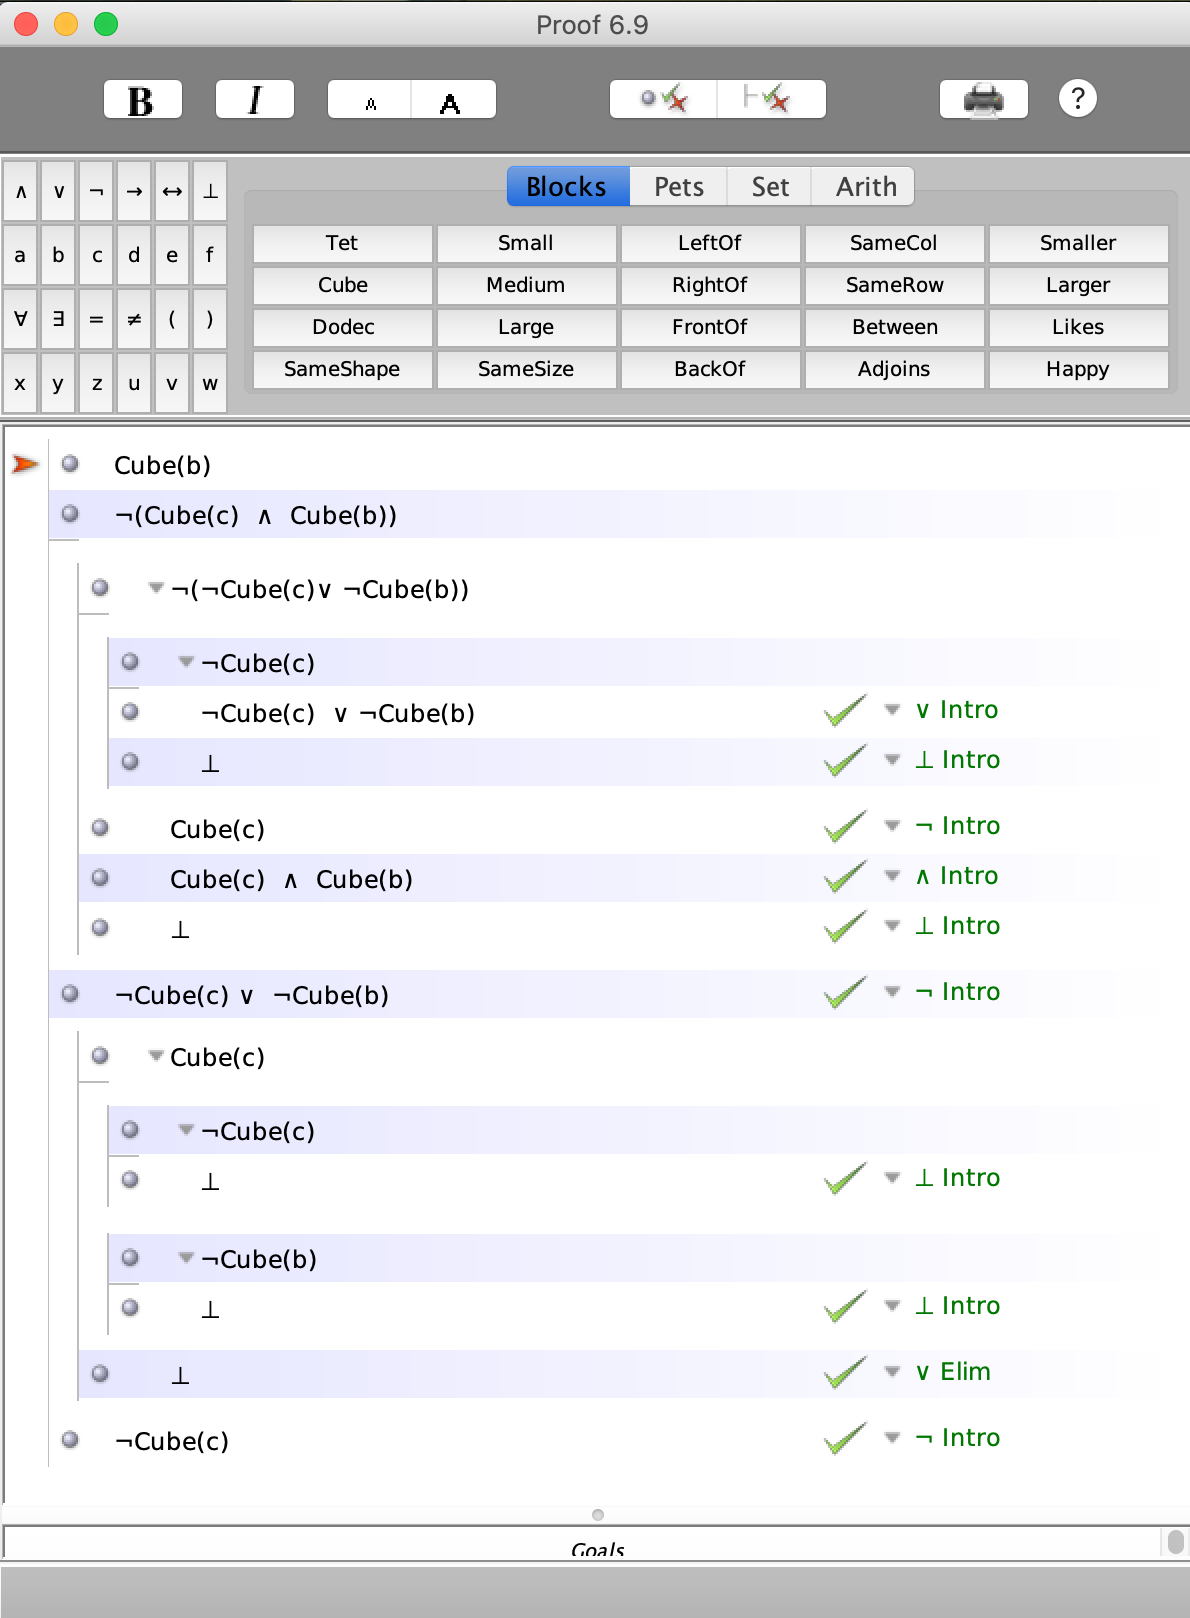 Proof 6.9
B I A A ?
∧ ∨ ¬ → ↔ ⊥
a b c d e f
∀ ∃ = ≠ ( )
x y z u v w
Blocks Pets Set Arith
Tet Small LeftOf SameCol Smaller
Cube Medium RightOf SameRow Larger
Dodec Large FrontOf Between Likes
SameShape SameSize BackOf Adjoins Happy
Cube(b)
¬(Cube(c) ∧ Cube(b))
¬(¬Cube(c)∨ ¬Cube(b))
¬Cube(c)
¬Cube(c) ∨ ¬Cube(b) ∨ Intro
⊥ ⊥ Intro
Cube(c) ¬ Intro
Cube(c) ∧ Cube(b) ∧ Intro
⊥ ⊥ Intro
¬Cube(c) ∨ ¬Cube(b) ¬ Intro
Cube(c)
¬Cube(c)
⊥ ⊥ Intro
¬Cube(b)
⊥ ⊥ Intro
⊥ ∨ Elim
¬Cube(c) ¬ Intro
Goals